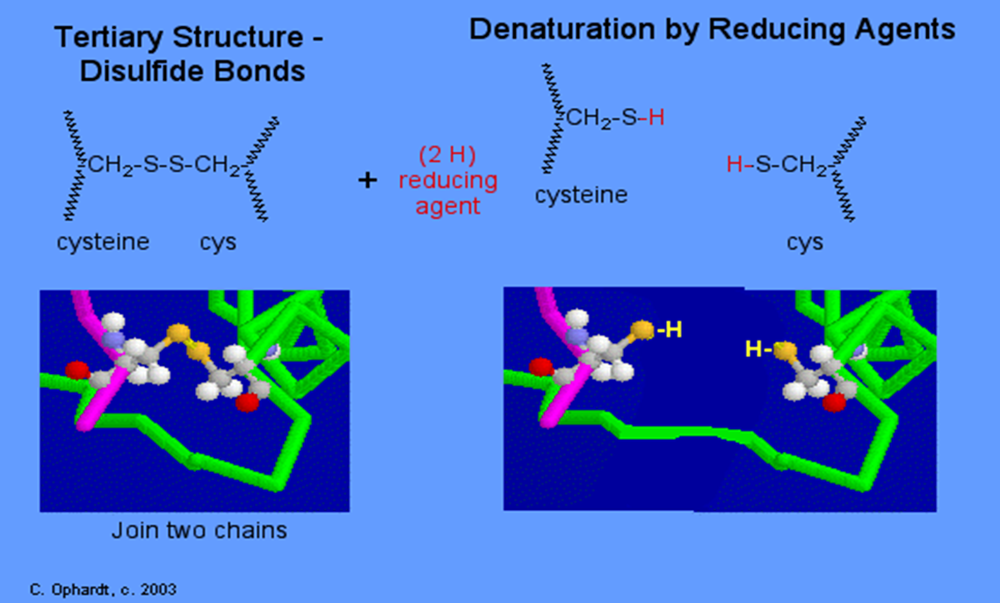 Tertiary Structure -
Disulfide Bonds
CH₂-S-S-CH₂-
cysteine cys
+
(2 H)
reducing
agent
Denaturation by Reducing Agents
CH₂-S-H
cysteine
H-S-CH₂-
cys
Join two chains
-H
H-
C. Ophardt, c. 2003